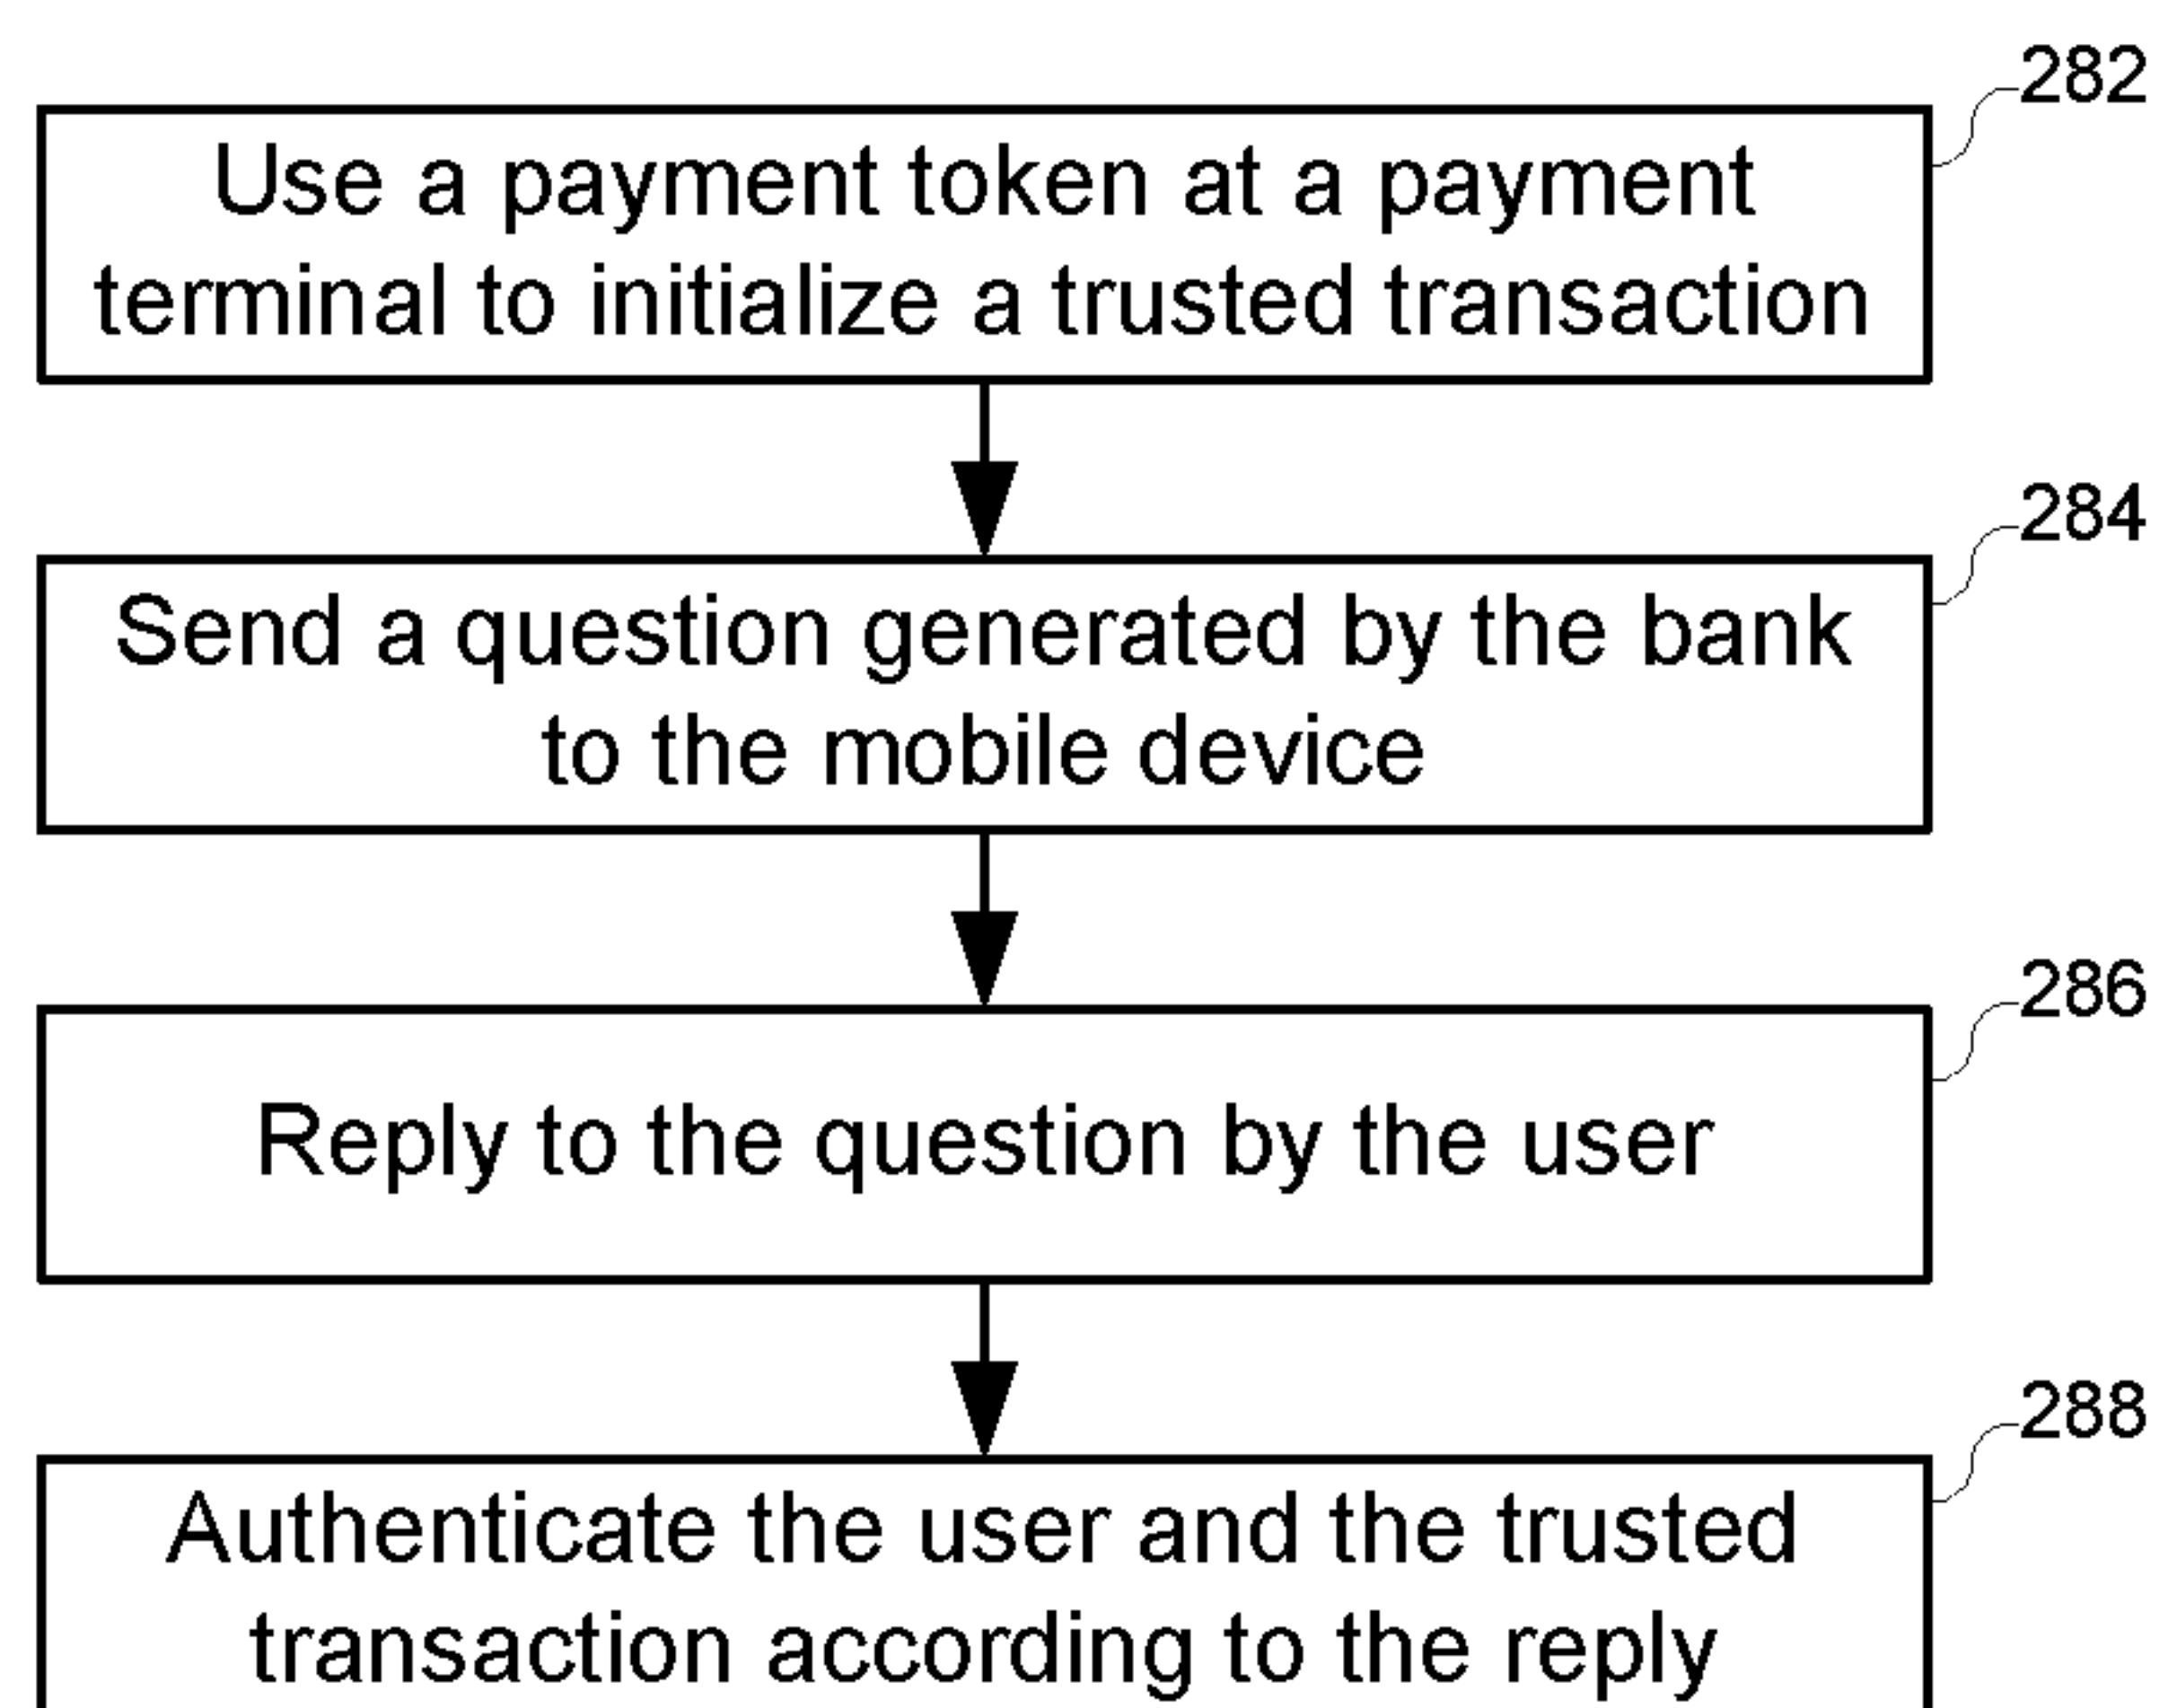 282
Use a payment token at a payment
terminal to initialize a trusted transaction
284
Send a question generated by the bank
to the mobile device
286
Reply to the question by the user
288
Authenticate the user and the trusted
transaction according to the reply